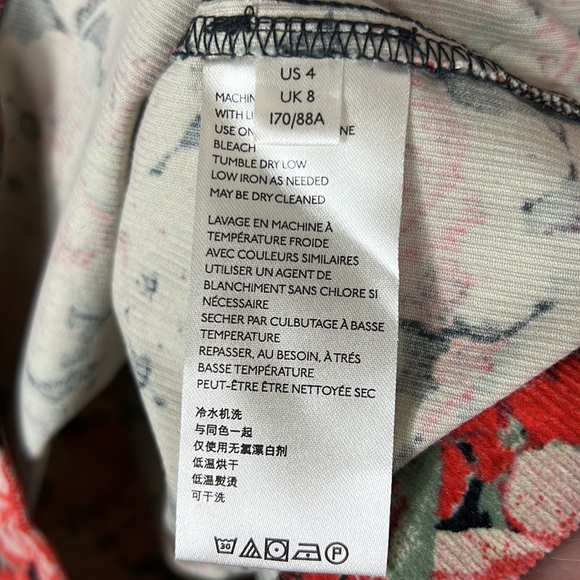 US 4
UK 8
170/88A
MACHIN
WITH L
USE ON NE
BLEACH
TUMBLE DRY LOW
LOW IRON AS NEEDED
MAY BE DRY CLEANED
LAVAGE EN MACHINE À
TEMPÉRATURE FROIDE
AVEC COULEURS SIMILAIRES
UTILISER UN AGENT DE
BLANCHIMENT SANS CHLORE SI
NÉCESSAIRE
SECHER PAR CULBUTAGE À BASSE
TEMPERATURE
REPASSER, AU BESOIN, À TRÉS
BASSE TEMPÉRATURE
PEUT-ÊTRE ÊTRE NETTOYÉE SEC
冷水机洗
与同色一起
仅使用无氯漂白剂
低温烘干
低温熨烫
可干洗
30 P